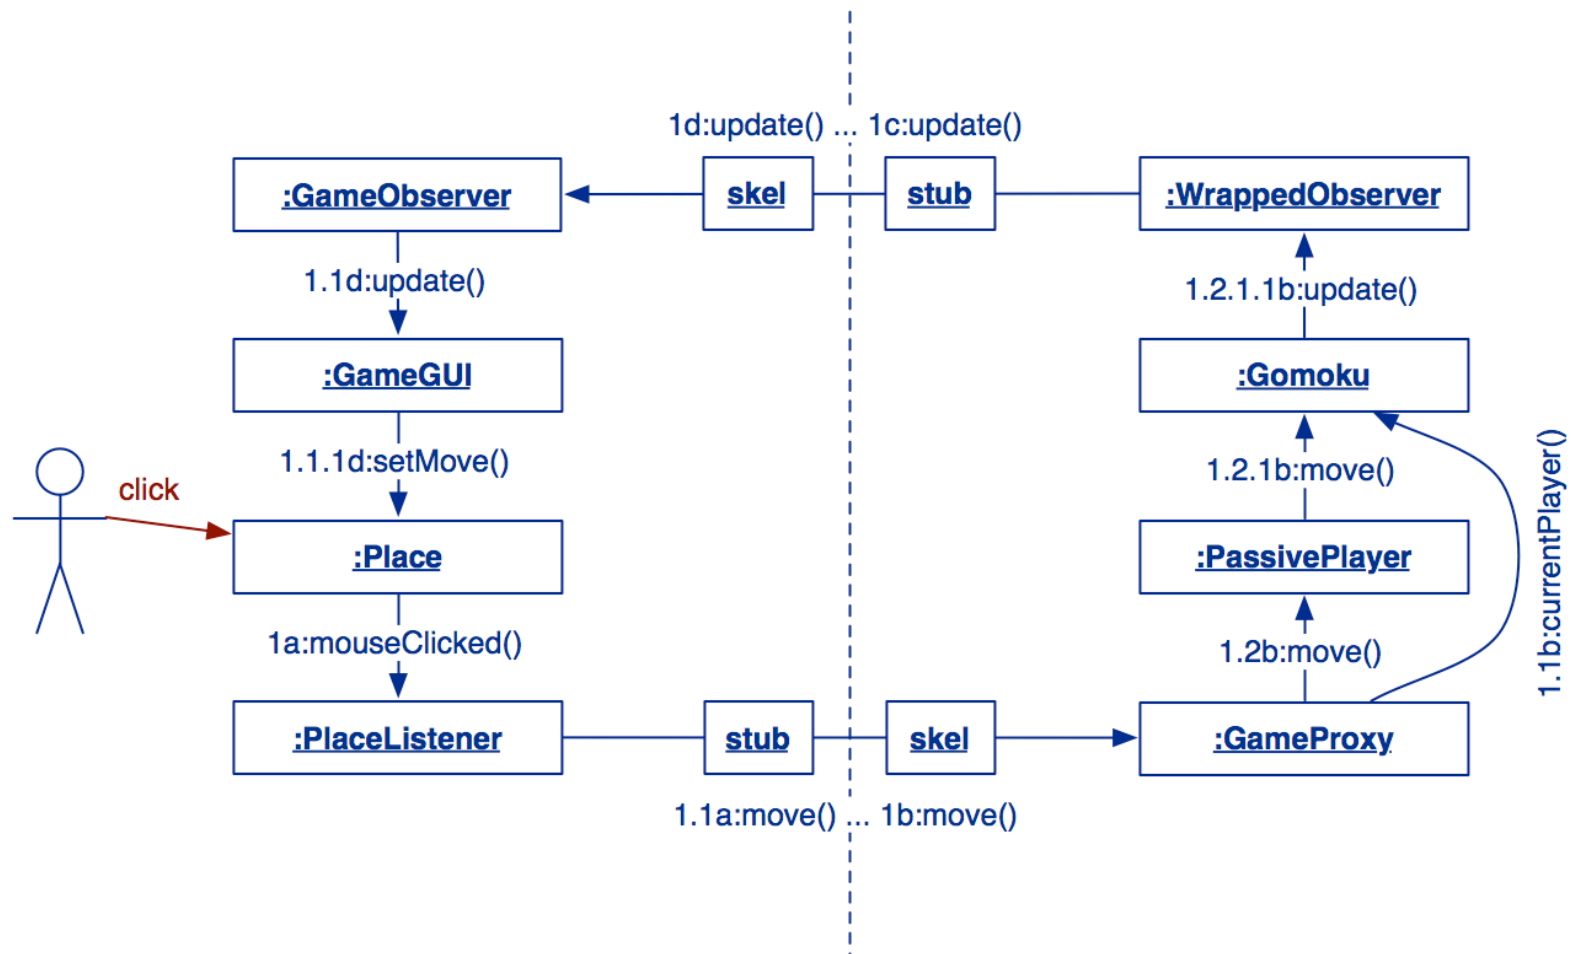 1d:update() ... 1c:update()
:GameObserver
skel
stub
:WrappedObserver
1.1d:update()
1.2.1.1b:update()
:GameGUI
:Gomoku
1.1.1d:setMove()
1.2.1b:move()
1.1b:currentPlayer()
click
:Place
:PassivePlayer
1a:mouseClicked()
1.2b:move()
:PlaceListener
stub
skel
:GameProxy
1.1a:move() ... 1b:move()